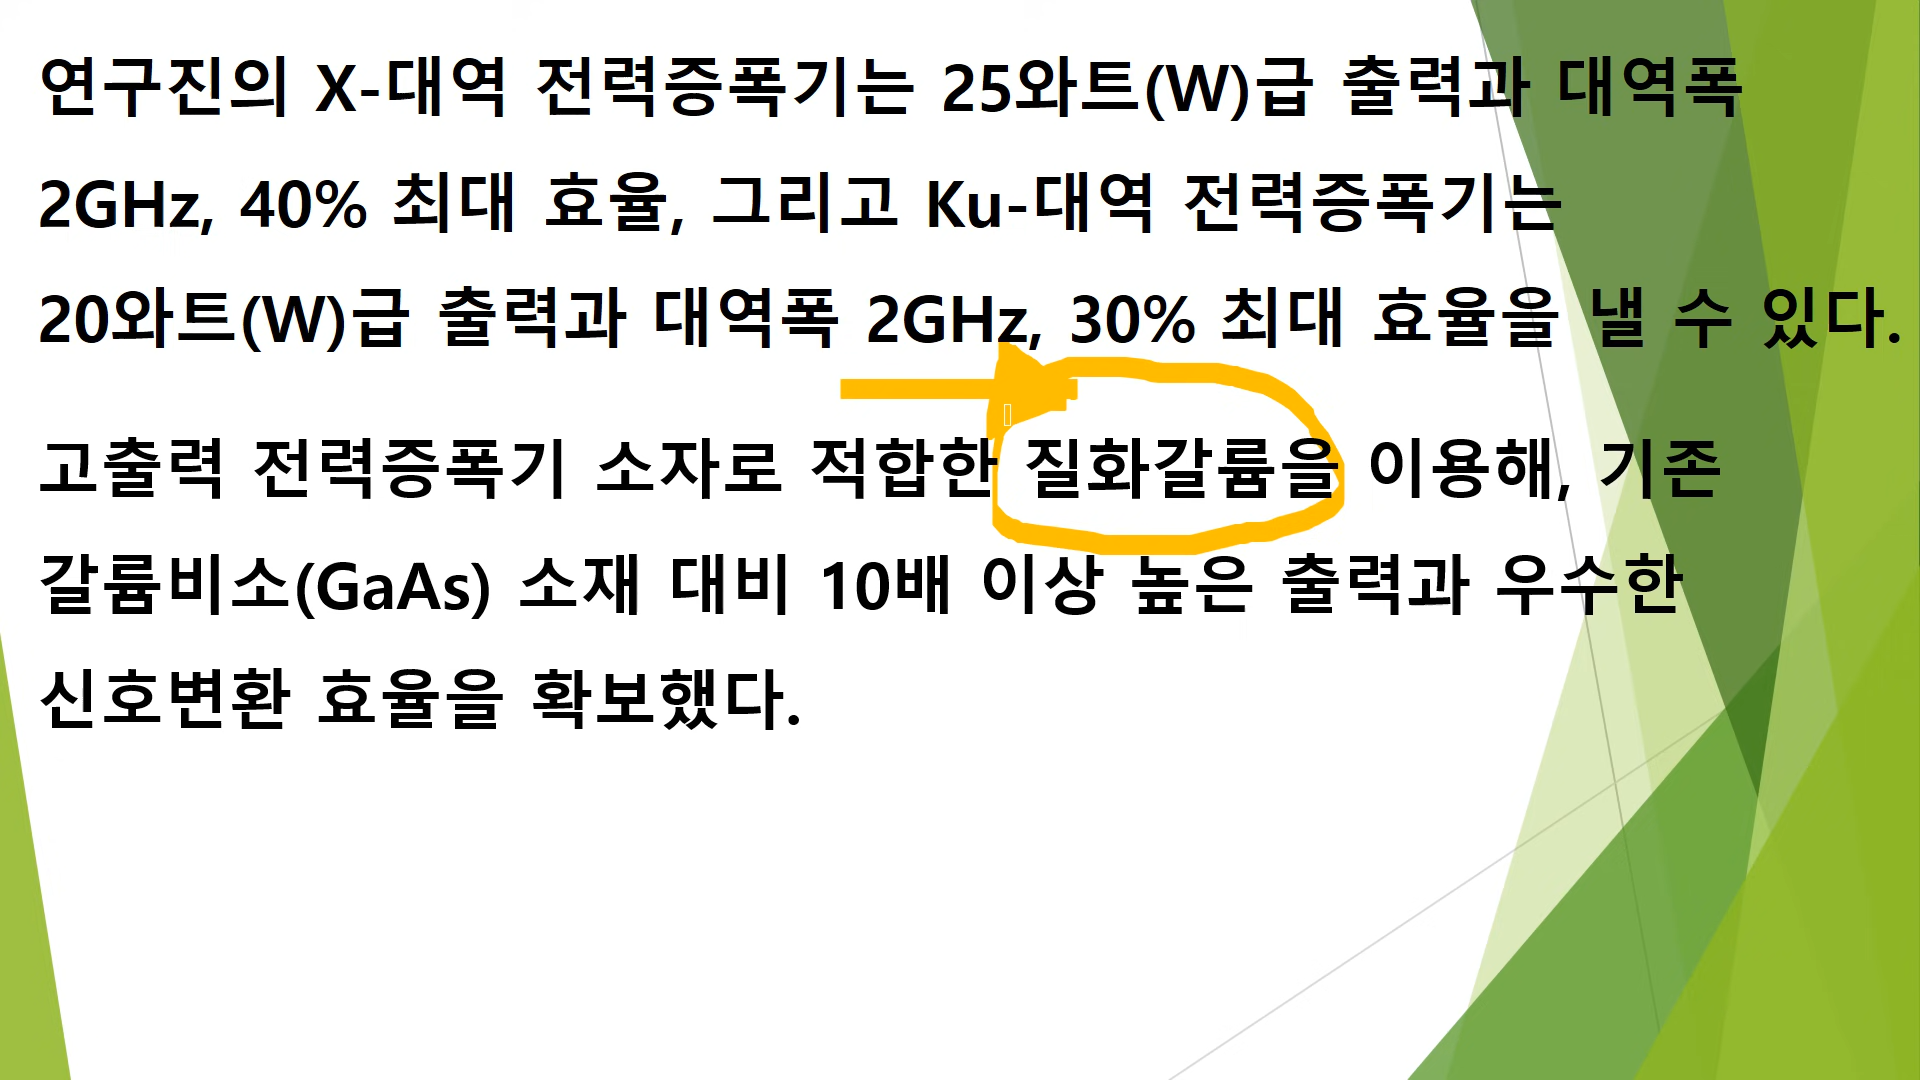 연구진의 X-대역 전력증폭기는 25와트(W)급 출력과 대역폭
2GHz, 40% 최대 효율, 그리고 Ku-대역 전력증폭기는
20와트(W)급 출력과 대역폭 2GHz, 30% 최대 효율을 낼 수 있다.
고출력 전력증폭기 소자로 적합한 질화갈륨을 이용해, 기존
갈륨비소(GaAs) 소재 대비 10배 이상 높은 출력과 우수한
신호변환 효율을 확보했다.